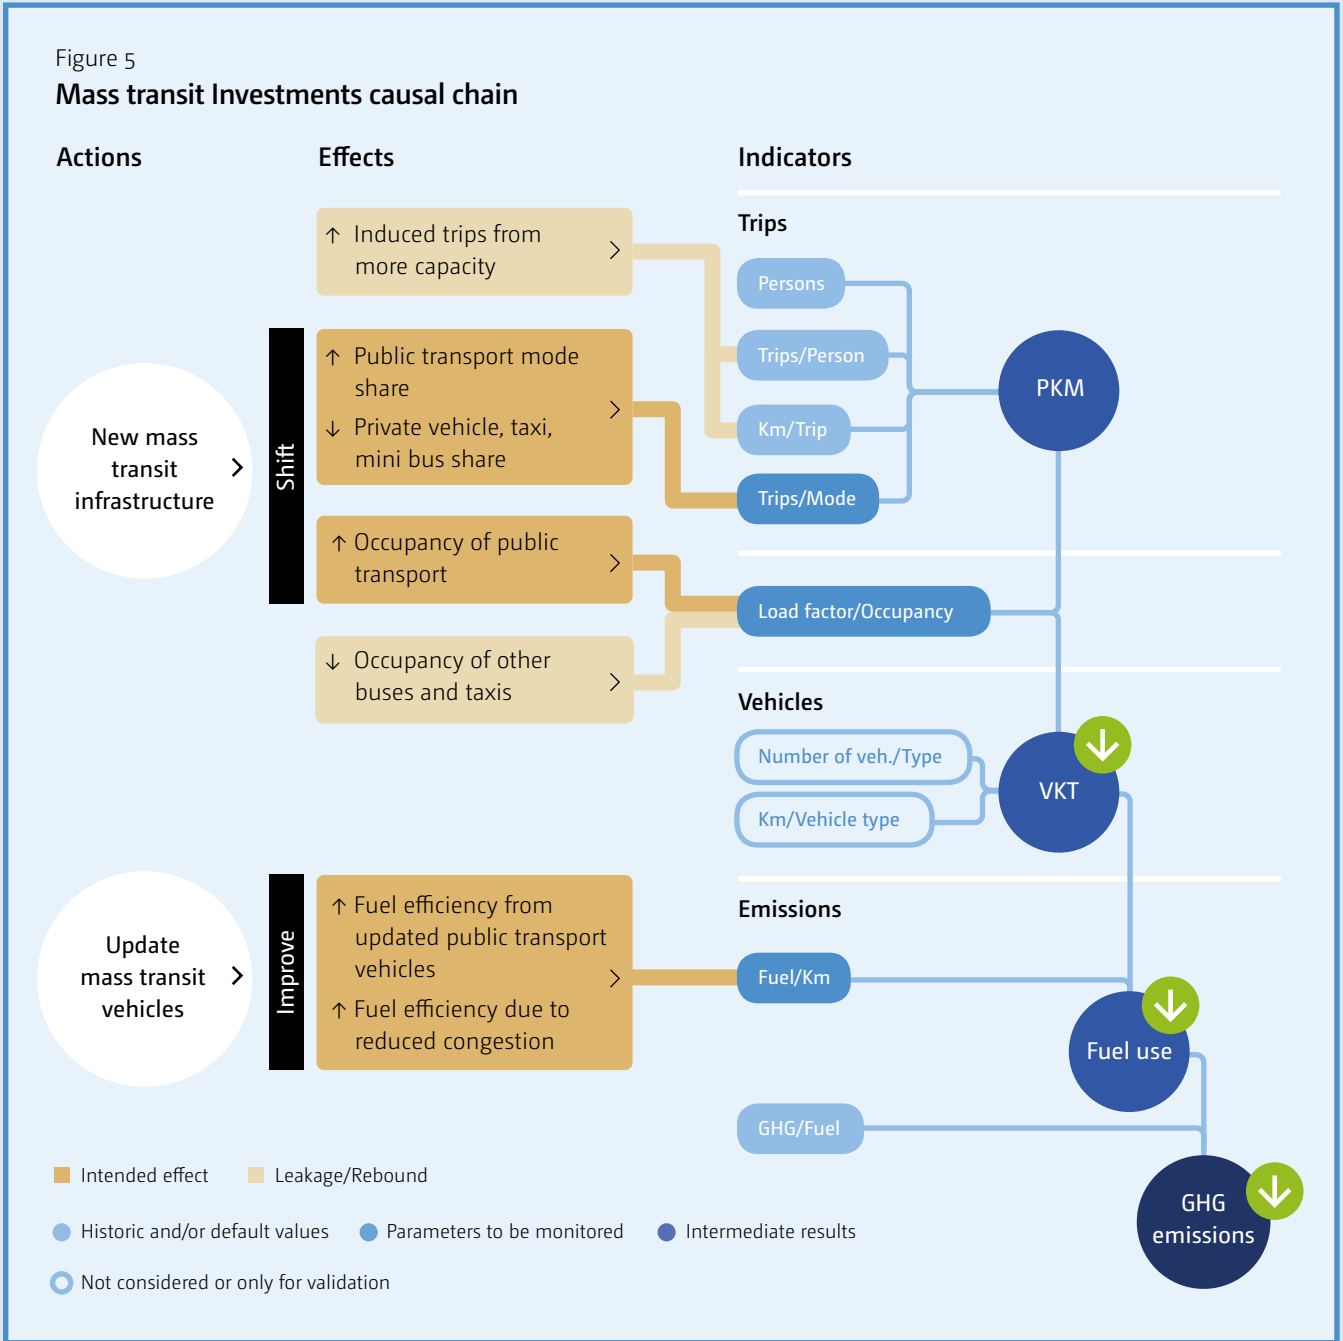 Figure 5
Mass transit Investments causal chain
Actions
Effects
Indicators
↑ Induced trips from
more capacity
Trips
Persons
Trips/Person
Km/Trip
Trips/Mode
PKM
New mass
transit
infrastructure
Shift
↑ Public transport mode
share
↓ Private vehicle, taxi,
mini bus share
↑ Occupancy of public
transport
↓ Occupancy of other
buses and taxis
Load factor/Occupancy
Vehicles
Number of veh./Type
Km/Vehicle type
VKT
Update
mass transit
vehicles
Improve
↑ Fuel efficiency from
updated public transport
vehicles
↑ Fuel efficiency due to
reduced congestion
Emissions
Fuel/Km
Fuel use
GHG/Fuel
GHG
emissions
Intended effect
Leakage/Rebound
Historic and/or default values
Parameters to be monitored
Intermediate results
Not considered or only for validation